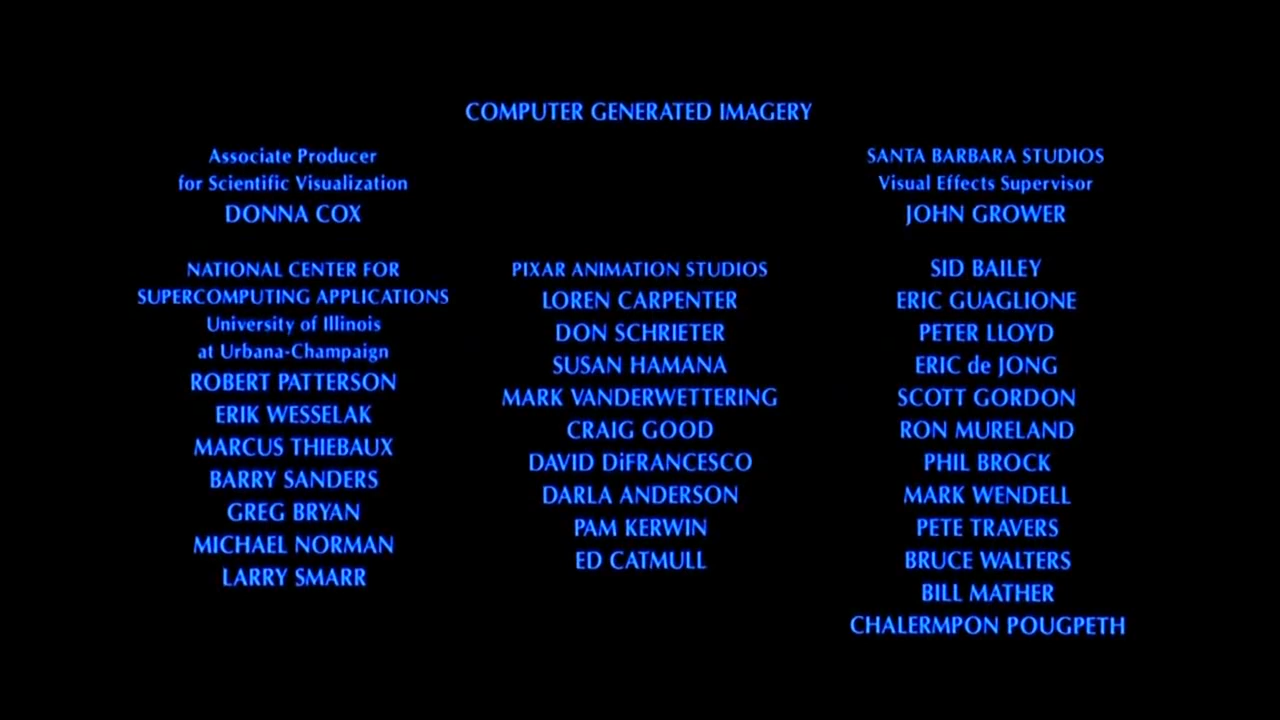 COMPUTER GENERATED IMAGERY
Associate Producer
for Scientific Visualization
DONNA COX
NATIONAL CENTER FOR
SUPERCOMPUTING APPLICATIONS
University of Illinois
at Urbana-Champaign
ROBERT PATTERSON
ERIK WESSELAK
MARCUS THIEBAUX
BARRY SANDERS
GREG BRYAN
MICHAEL NORMAN
LARRY SMARR
PIXAR ANIMATION STUDIOS
LOREN CARPENTER
DON SCHRIETER
SUSAN HAMANA
MARK VANDERWETTERING
CRAIG GOOD
DAVID DiFRANCESCO
DARLA ANDERSON
PAM KERWIN
ED CATMULL
SANTA BARBARA STUDIOS
Visual Effects Supervisor
JOHN GROWER
SID BAILEY
ERIC GUAGLIONE
PETER LLOYD
ERIC de JONG
SCOTT GORDON
RON MURELAND
PHIL BROCK
MARK WENDELL
PETE TRAVERS
BRUCE WALTERS
BILL MATHER
CHALERMPON POUGPETH